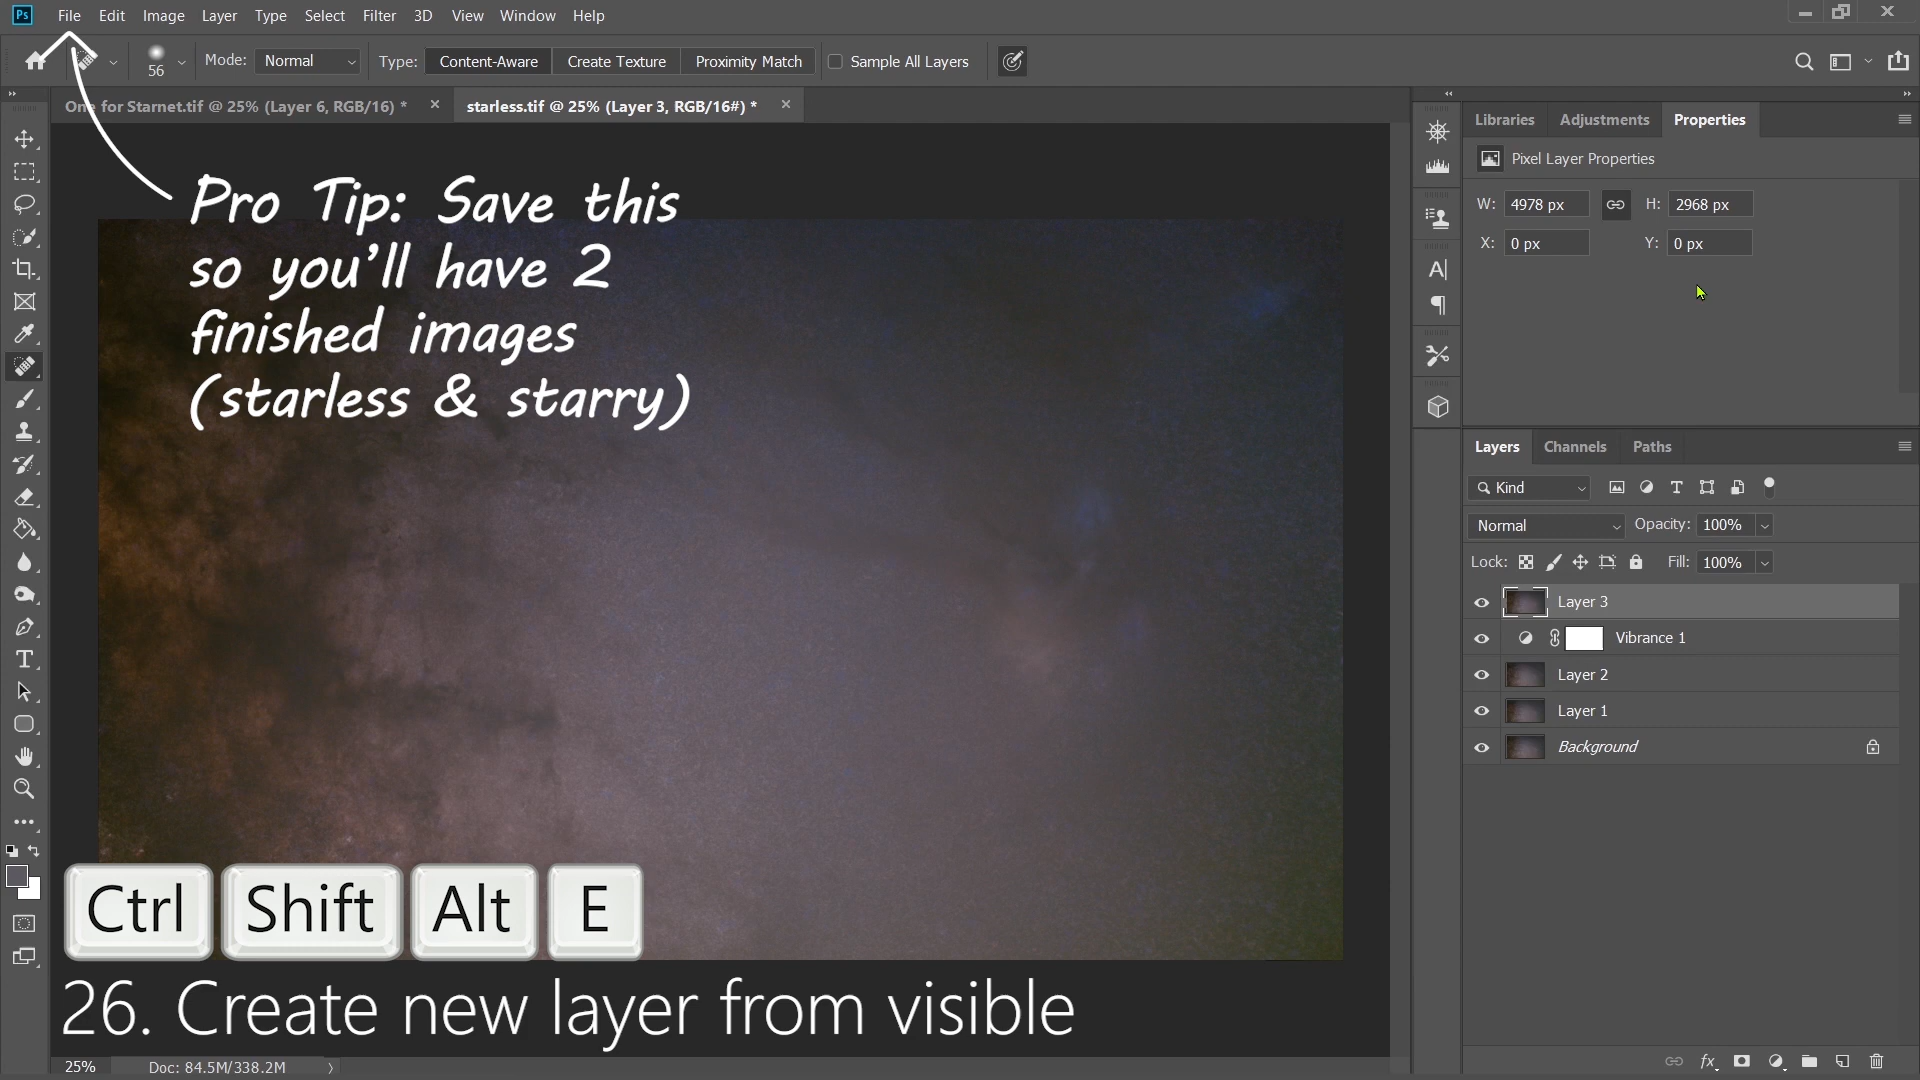 Ps File Edit Image Layer Type Select Filter 3D View Window Help
56 Mode: Normal Type: Content-Aware Create Texture Proximity Match Sample All Layers
One for Starnet.tif @ 25% (Layer 6, RGB/16) * starless.tif @ 25% (Layer 3, RGB/16#) *
Libraries Adjustments Properties
Pixel Layer Properties
W: 4978 px H: 2968 px
X: 0 px Y: 0 px
Pro Tip: Save this
so you'll have 2
finished images
(starless & starry)
Layers Channels Paths
Kind
Normal Opacity: 100%
Lock: Fill: 100%
Layer 3
Vibrance 1
Layer 2
Layer 1
Background
Ctrl Shift Alt E
26. Create new layer from visible
25% Doc: 84.5M/338.2M
fx